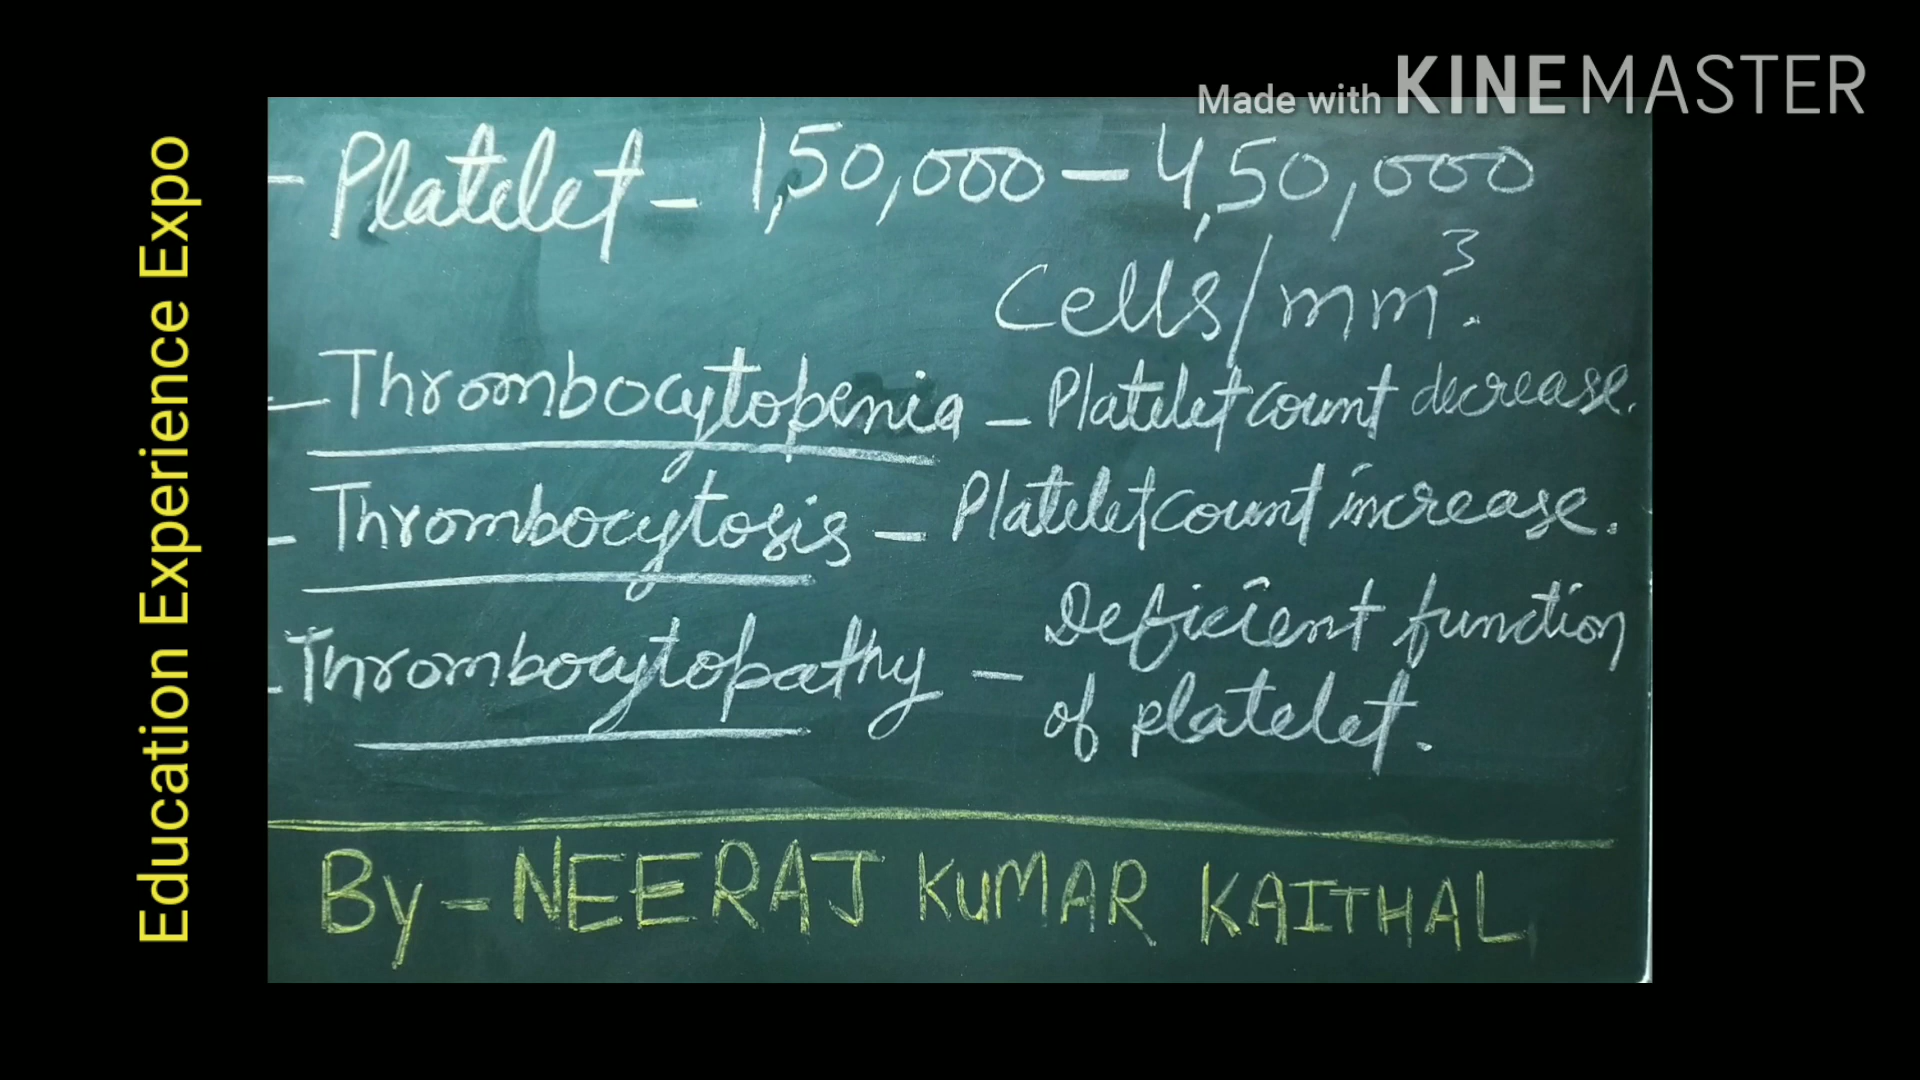 Made with KINEMASTER
Education Experience Expo
- Platelet - 1,50,000 - 4,50,000
Cells/mm³.
- Thrombocytopenia - Platelet count decrease.
- Thrombocytosis - Platelet count increase.
- Thrombocytopathy - Deficient function
of platelet.
By - NEERAJ KUMAR KAITHAL